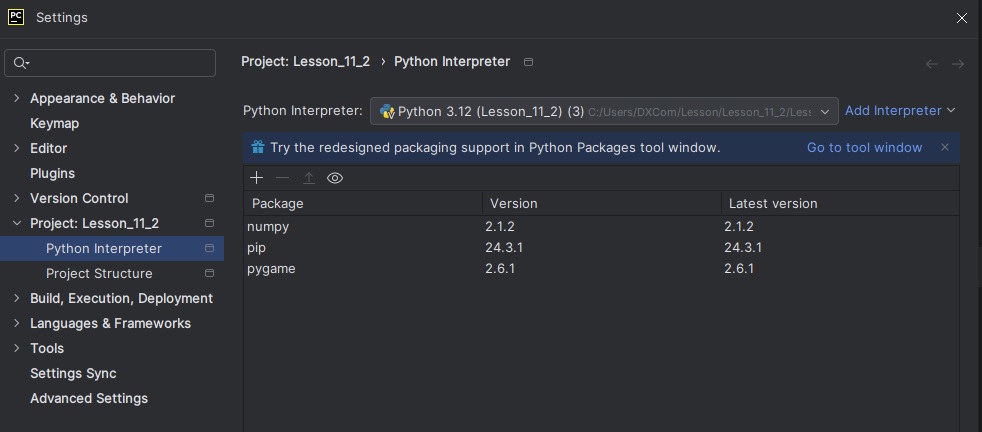 PC Settings
Project: Lesson_11_2 › Python Interpreter
Appearance & Behavior
Keymap
Editor
Plugins
Version Control
Project: Lesson_11_2
Python Interpreter
Project Structure
Build, Execution, Deployment
Languages & Frameworks
Tools
Settings Sync
Advanced Settings
Python Interpreter: Python 3.12 (Lesson_11_2) (3) C:/Users/DXCom/Lesson/Lesson_11_2/Less Add Interpreter
Try the redesigned packaging support in Python Packages tool window. Go to tool window
Package Version Latest version
numpy 2.1.2 2.1.2
pip 24.3.1 24.3.1
pygame 2.6.1 2.6.1